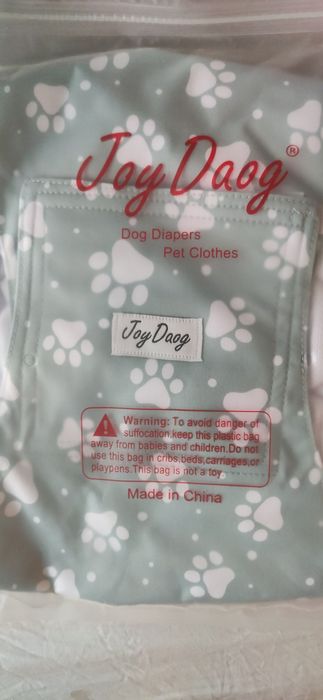 Joy Daog®
Dog Diapers
Pet Clothes
Joy Daog
Warning: To avoid danger of
suffocation,keep this plastic bag
away from babies and children.Do not
use this bag in cribs.beds,carriages,or
playpens.This bag is not a toy
Made in China